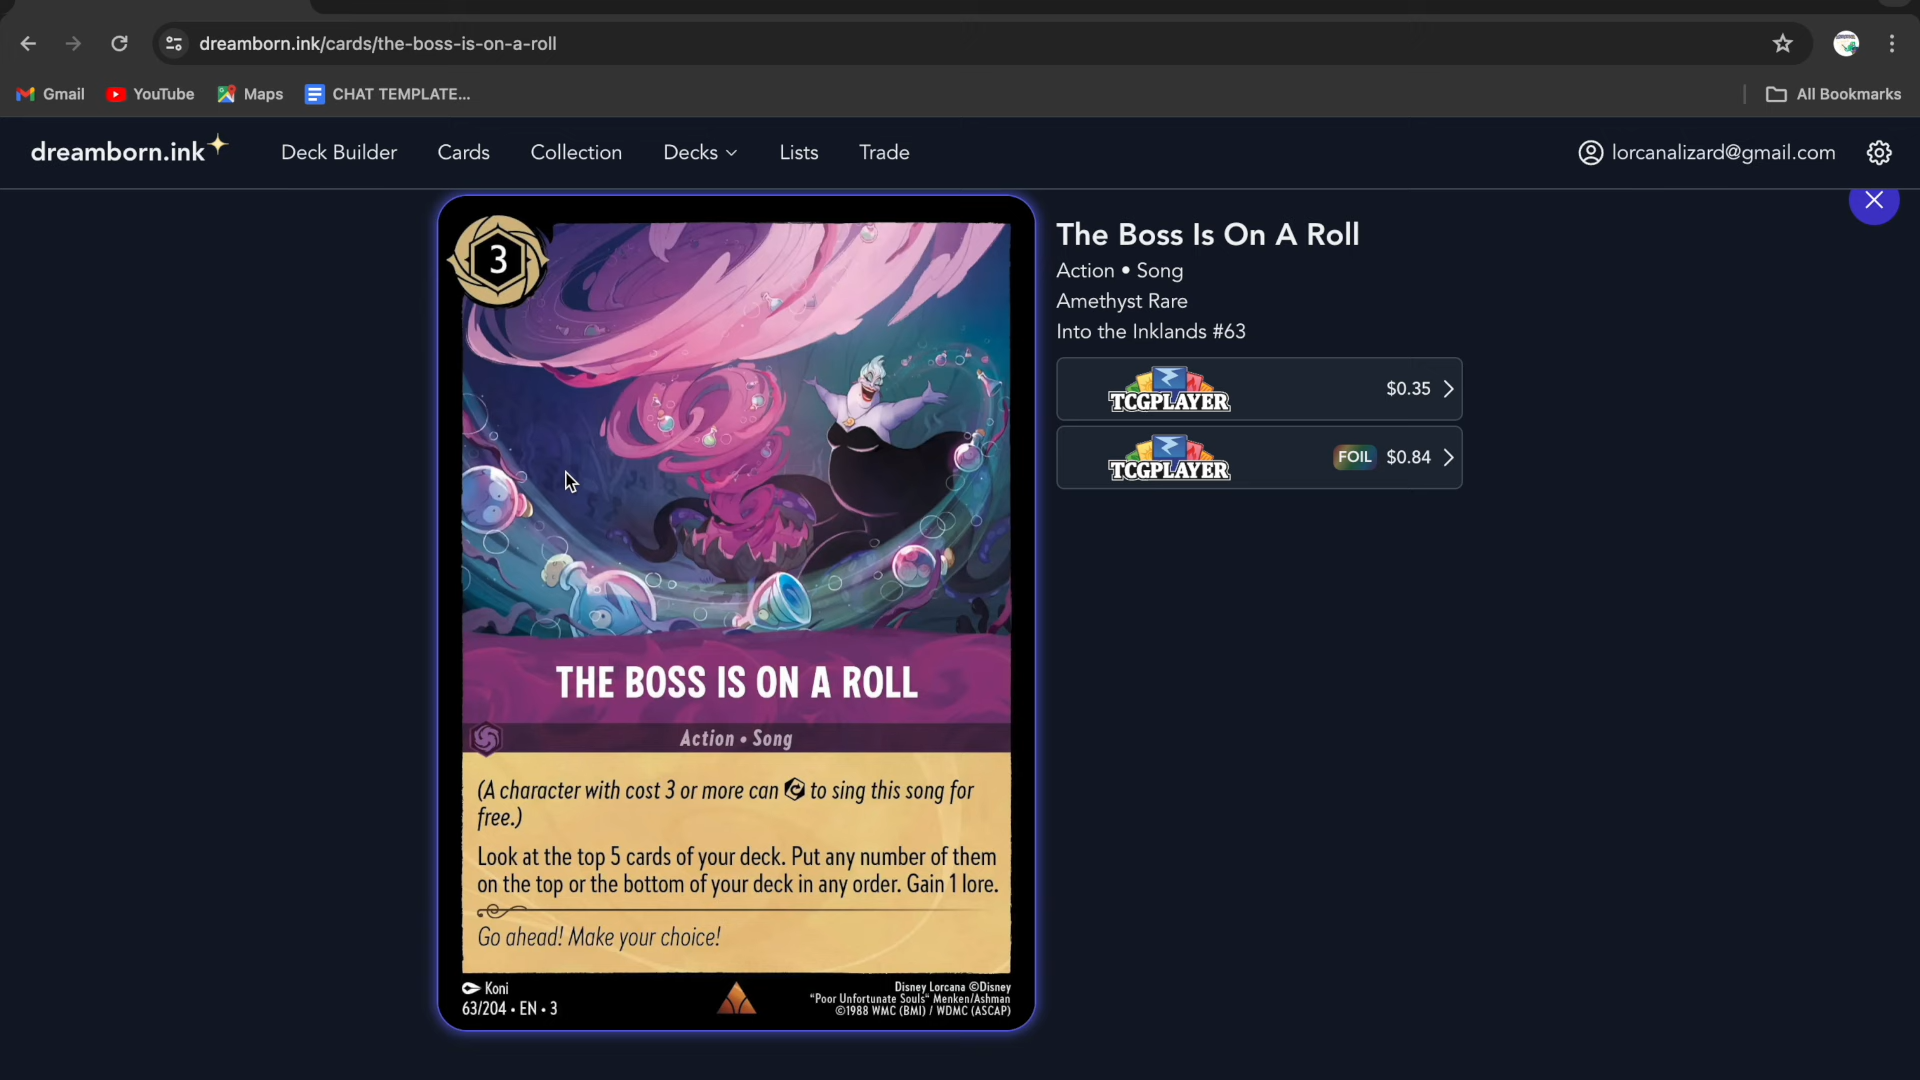 dreamborn.ink/cards/the-boss-is-on-a-roll
Gmail
YouTube
Maps
CHAT TEMPLATE...
All Bookmarks
dreamborn.ink
Deck Builder
Cards
Collection
Decks
Lists
Trade
lorcanalizard@gmail.com
3
THE BOSS IS ON A ROLL
Action • Song
(A character with cost 3 or more can to sing this song for
free.)
Look at the top 5 cards of your deck. Put any number of them
on the top or the bottom of your deck in any order. Gain 1 lore.
Go ahead! Make your choice!
Koni
63/204 • EN • 3
Disney Lorcana ©Disney
"Poor Unfortunate Souls" Menken/Ashman
©1988 WMC (BMI) / WDMC (ASCAP)
The Boss Is On A Roll
Action • Song
Amethyst Rare
Into the Inklands #63
TCGPLAYER $0.35
TCGPLAYER FOIL $0.84